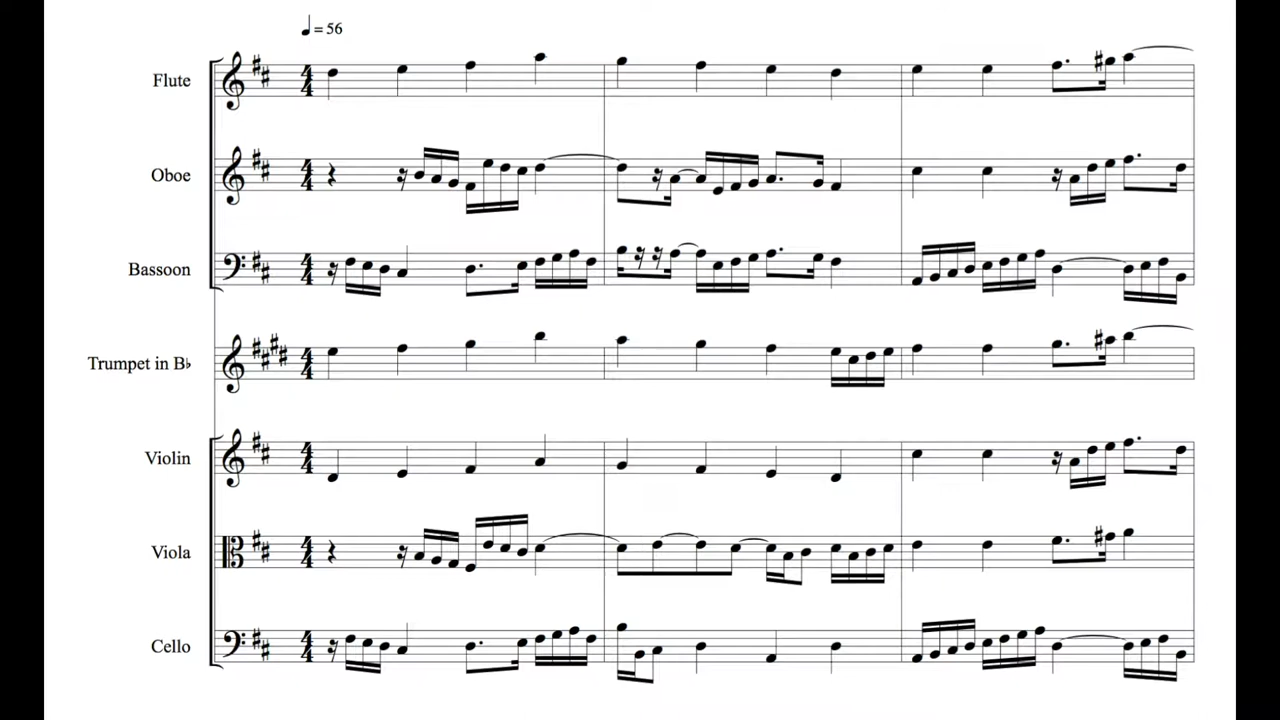 ♩= 56
Flute
Oboe
Bassoon
Trumpet in B♭
Violin
Viola
Cello